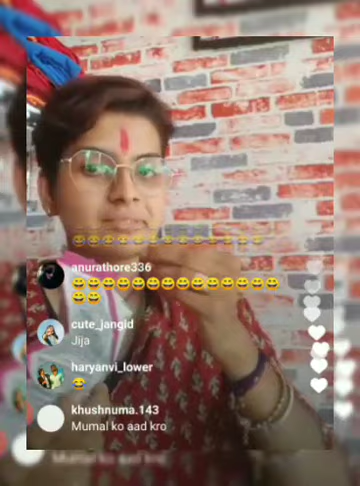 😂😂😂😂😂😂😂😂😂😂😂😂😂
anurathore336
😄😄😄😄😄😄😄😄😄😄😄😄😄😄
😄😄
cute_jangid
Jija
haryanvi_lower
😂
khushnuma.143
Mumal ko aad kro